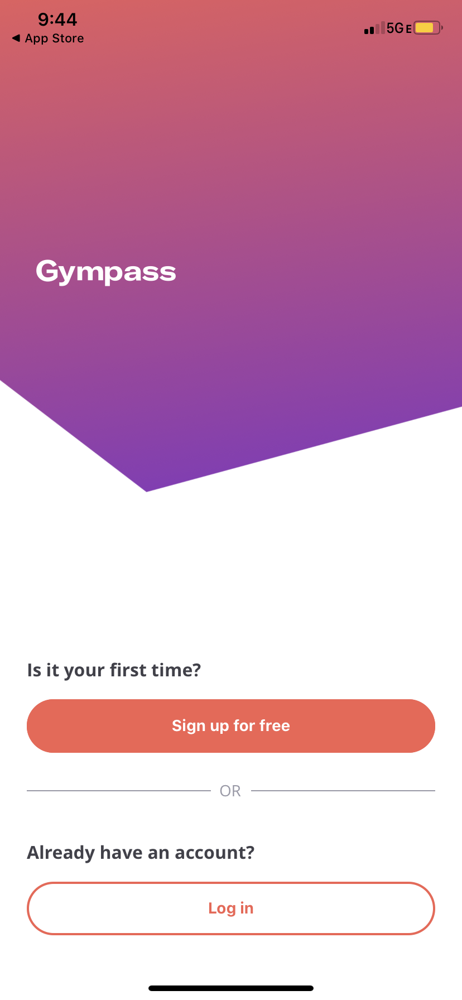 9:44
5G E
◀ App Store
Gympass
Is it your first time?
Sign up for free
OR
Already have an account?
Log in